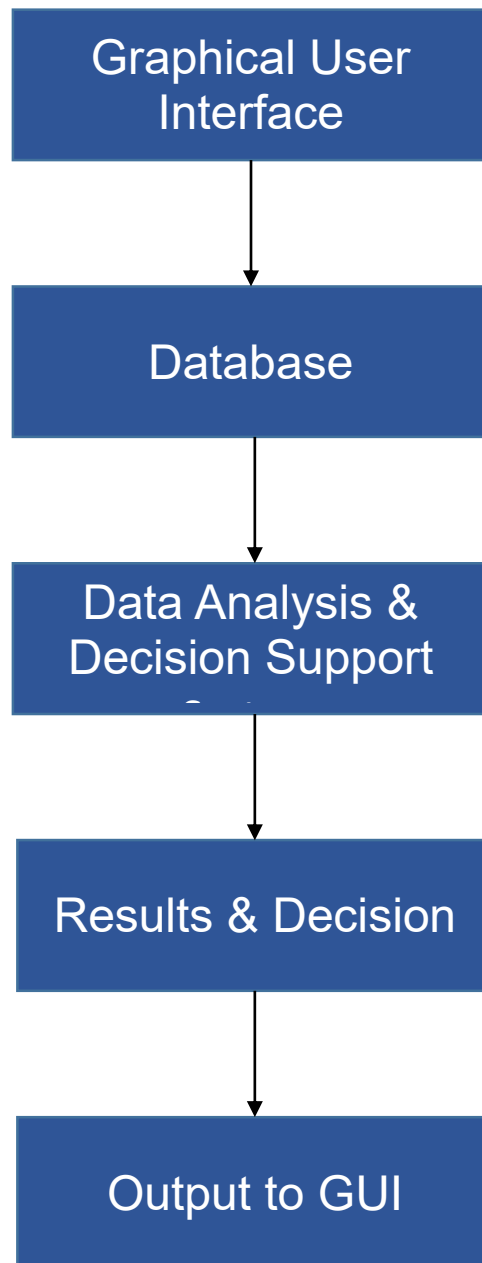 Graphical User
Interface
Database
Data Analysis &
Decision Support
Results & Decision
Output to GUI